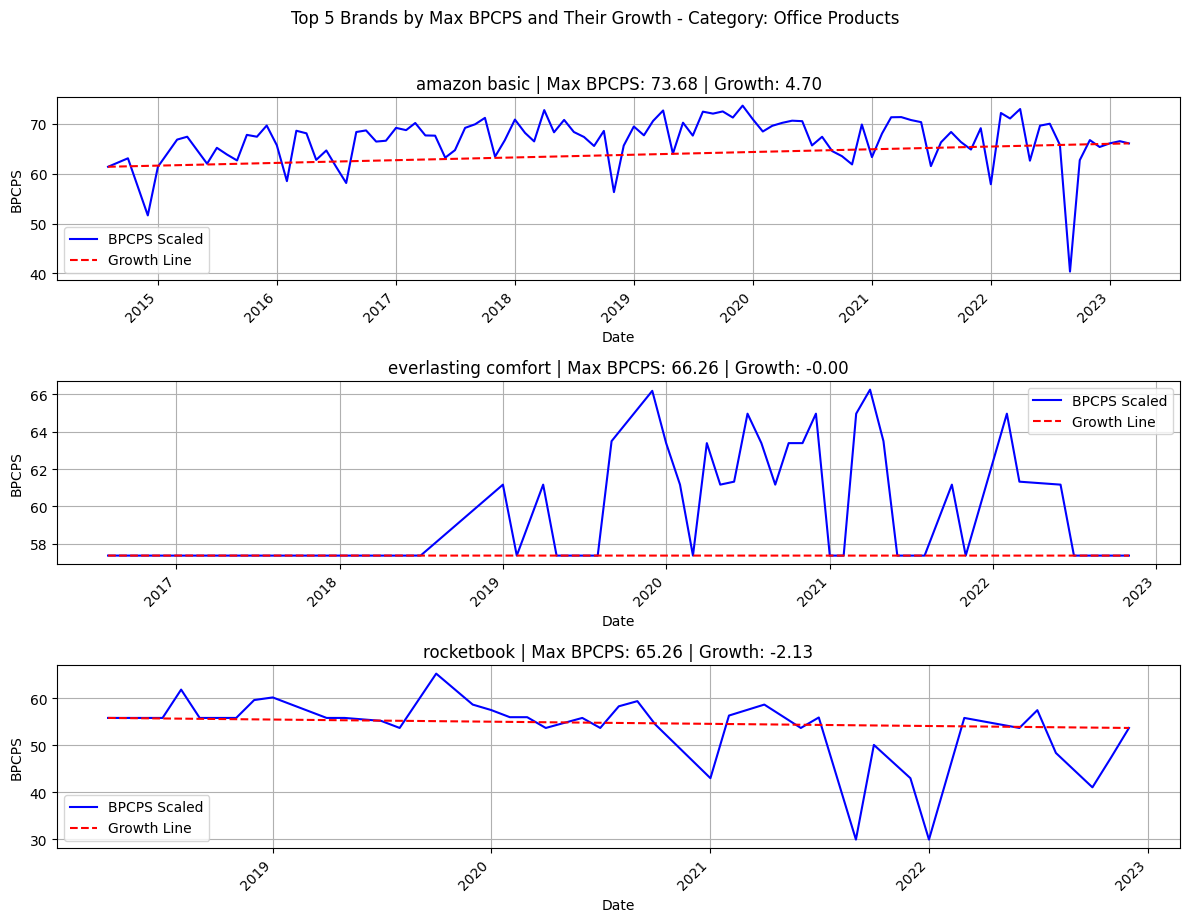 Top 5 Brands by Max BPCPS and Their Growth - Category: Office Products
amazon basic | Max BPCPS: 73.68 | Growth: 4.70
BPCPS
70
60
50
40
BPCPS Scaled
Growth Line
2015
2016
2017
2018
2019
2020
2021
2022
2023
Date
everlasting comfort | Max BPCPS: 66.26 | Growth: -0.00
BPCPS
66
64
62
60
58
BPCPS Scaled
Growth Line
2017
2018
2019
2020
2021
2022
2023
Date
rocketbook | Max BPCPS: 65.26 | Growth: -2.13
BPCPS
60
50
40
30
BPCPS Scaled
Growth Line
2019
2020
2021
2022
2023
Date